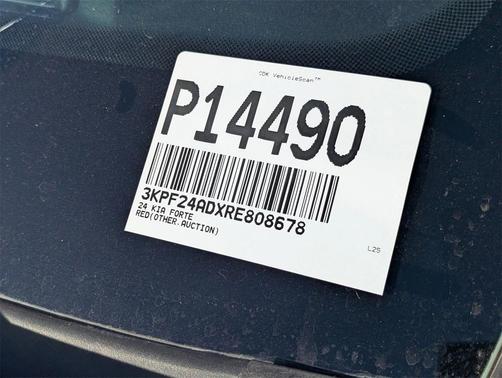 CDK VehicleScan™
P14490
3KPF24ADXRE808678
24 KIA FORTE
RED(OTHER.AUCTION)
L25